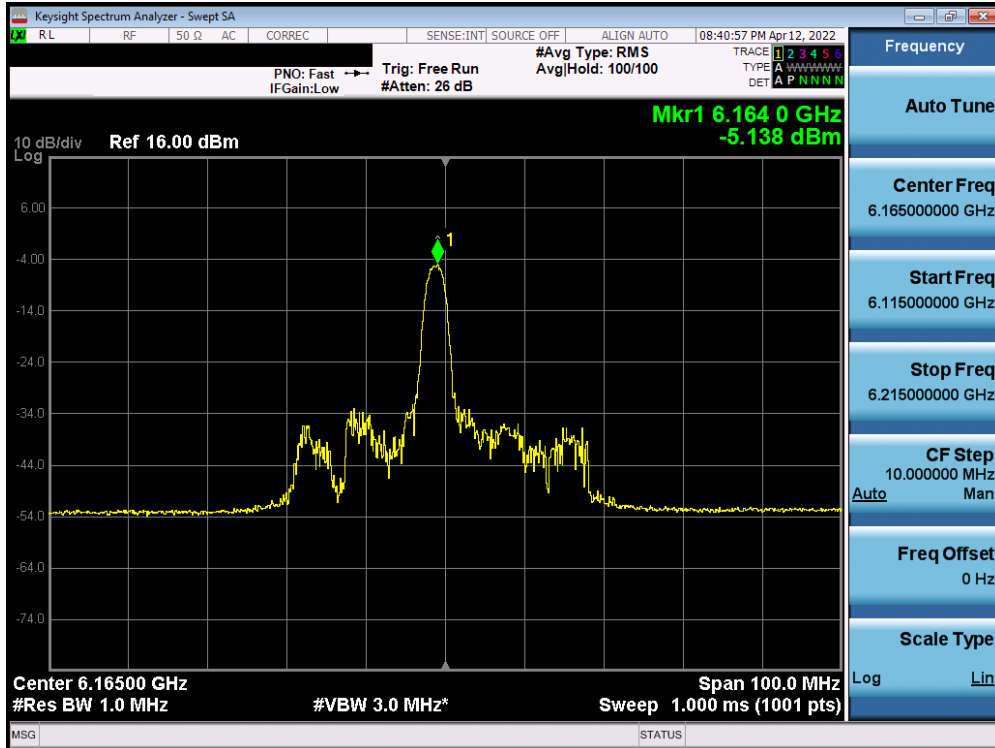 Keysight Spectrum Analyzer - Swept SA
LXI RL RF 50 Ω AC CORREC SENSE:INT SOURCE OFF ALIGN AUTO 08:40:57 PM Apr 12, 2022
PNO: Fast Trig: Free Run #Avg Type: RMS TRACE 1 2 3 4 5 6
IFGain:Low #Atten: 26 dB Avg|Hold: 100/100 TYPE A WWWWW
DET A P N N N N
Mkr1 6.164 0 GHz
-5.138 dBm
10 dB/div Ref 16.00 dBm
Log
1
6.00
-4.00
-14.0
-24.0
-34.0
-44.0
-54.0
-64.0
-74.0
Center 6.16500 GHz Span 100.0 MHz
#Res BW 1.0 MHz #VBW 3.0 MHz* Sweep 1.000 ms (1001 pts)
MSG STATUS
Frequency
Auto Tune
Center Freq
6.165000000 GHz
Start Freq
6.115000000 GHz
Stop Freq
6.215000000 GHz
CF Step
10.000000 MHz
Auto Man
Freq Offset
0 Hz
Scale Type
Log Lin